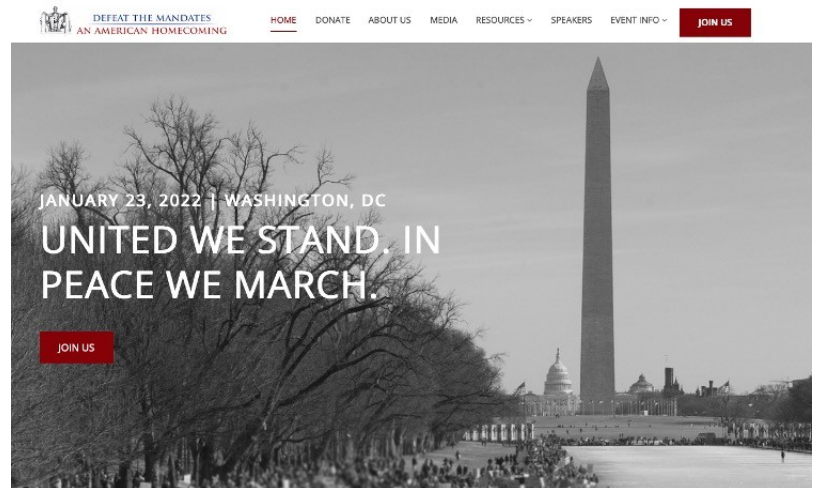 DEFEAT THE MANDATES
AN AMERICAN HOMECOMING
HOME DONATE ABOUT US MEDIA RESOURCES SPEAKERS EVENT INFO JOIN US
JANUARY 23, 2022 | WASHINGTON, DC
UNITED WE STAND. IN
PEACE WE MARCH.
JOIN US